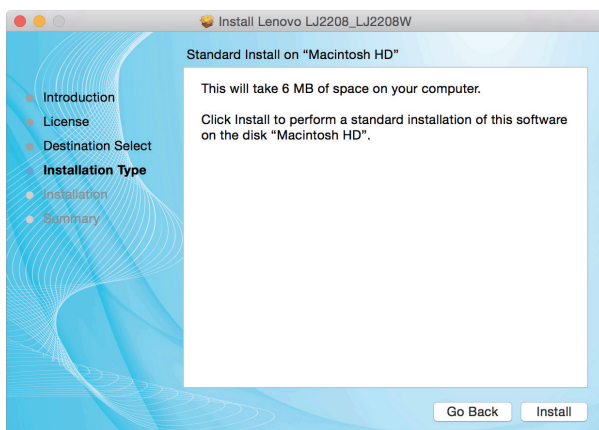 Install Lenovo LJ2208_LJ2208W
Standard Install on “Macintosh HD”
Introduction
License
Destination Select
Installation Type
Installation
Summary
This will take 6 MB of space on your computer.
Click Install to perform a standard installation of this software
on the disk “Macintosh HD”.
Go Back
Install